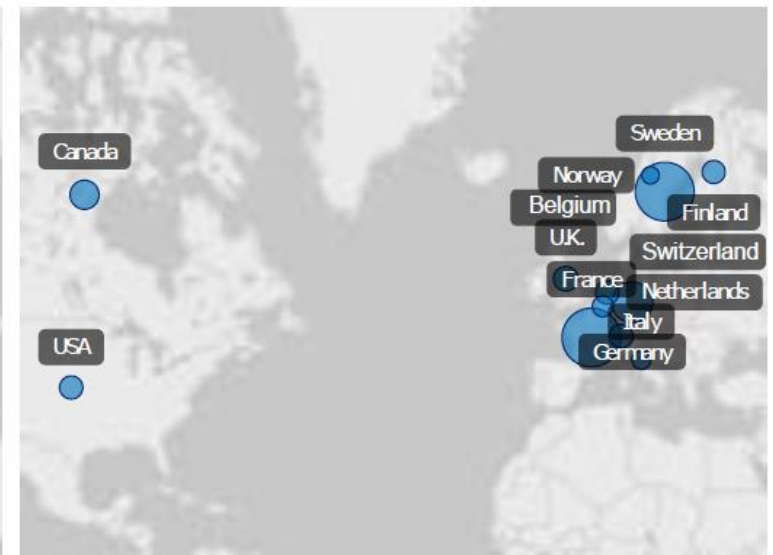 Sweden
Canada
Norway
Belgium
Finland
U.K.
Switzerland
France
Netherlands
Italy
USA
Germany